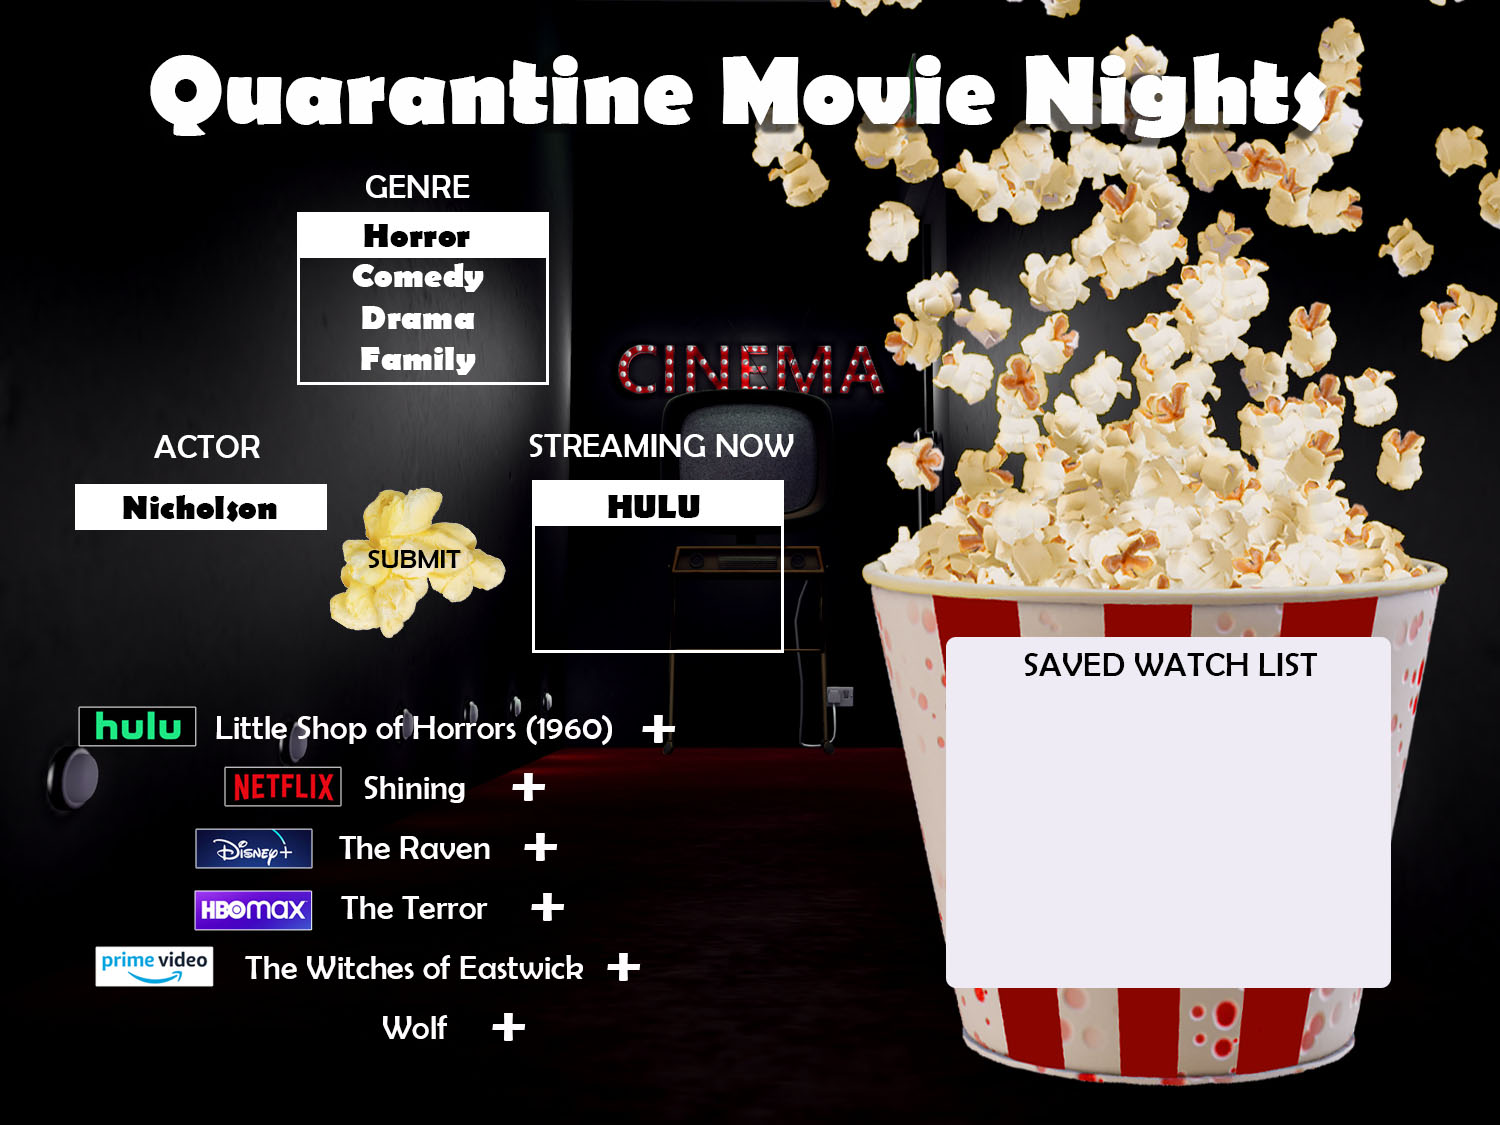 Quarantine Movie Nights
GENRE
Horror
Comedy
Drama
Family
CINEMA
ACTOR
Nicholson
SUBMIT
STREAMING NOW
HULU
hulu Little Shop of Horrors (1960) +
NETFLIX Shining +
Disney+ The Raven +
HBOmax The Terror +
prime video The Witches of Eastwick +
Wolf +
SAVED WATCH LIST